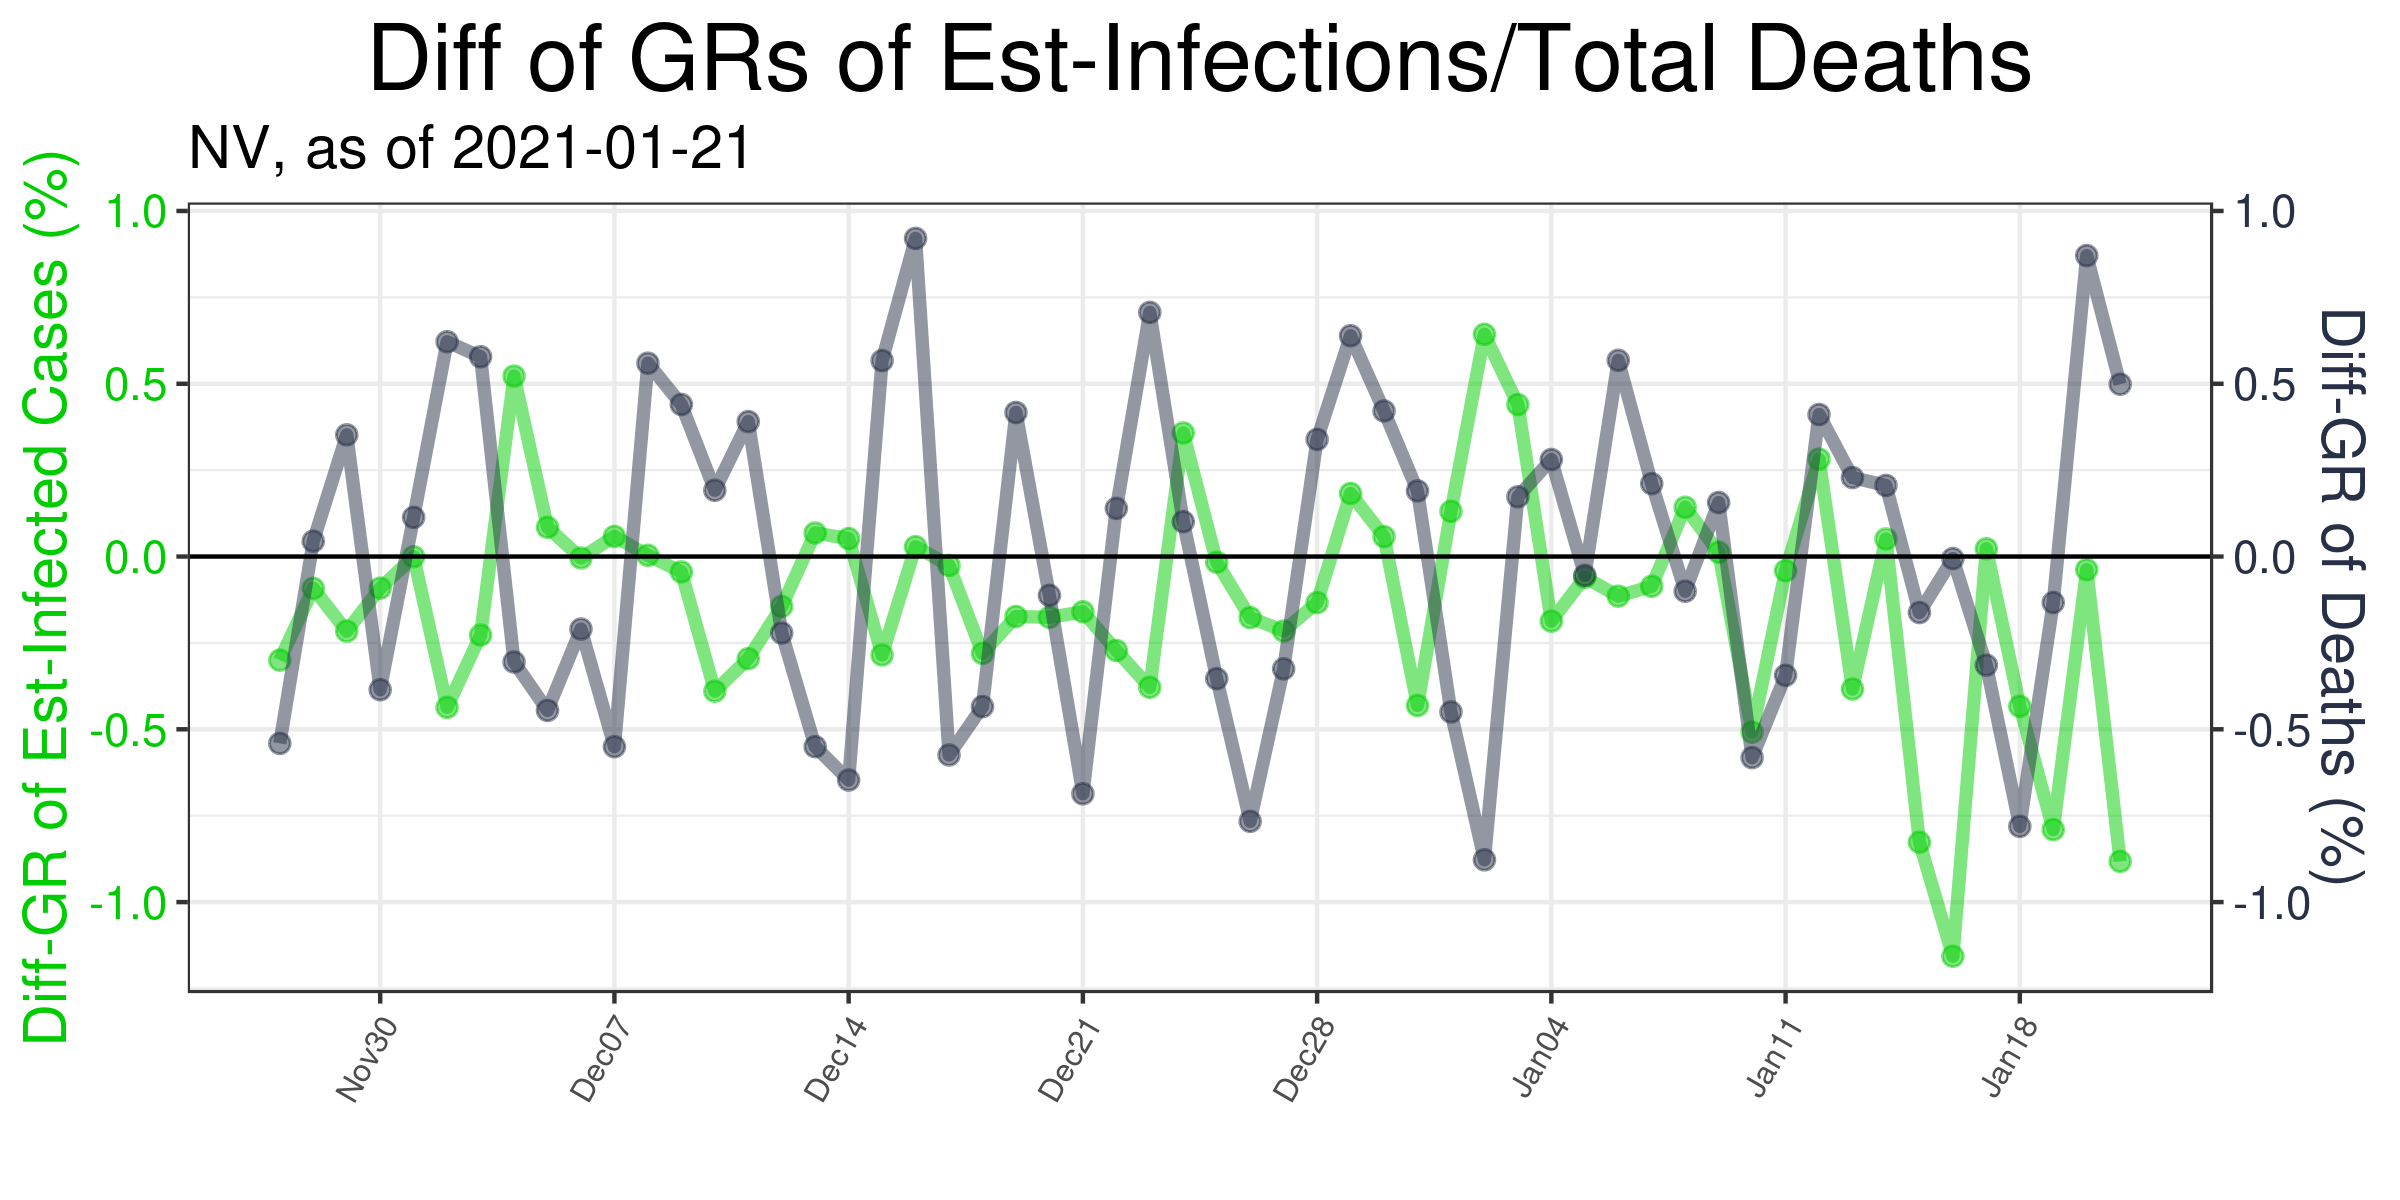 Diff of GRs of Est-Infections/Total Deaths
NV, as of 2021-01-21
Diff-GR of Est-Infected Cases (%)
1.0
0.5
0.0
-0.5
-1.0
1.0
0.5
0.0
-0.5
-1.0
Diff-GR of Deaths (%)
Nov30
Dec07
Dec14
Dec21
Dec28
Jan04
Jan11
Jan18